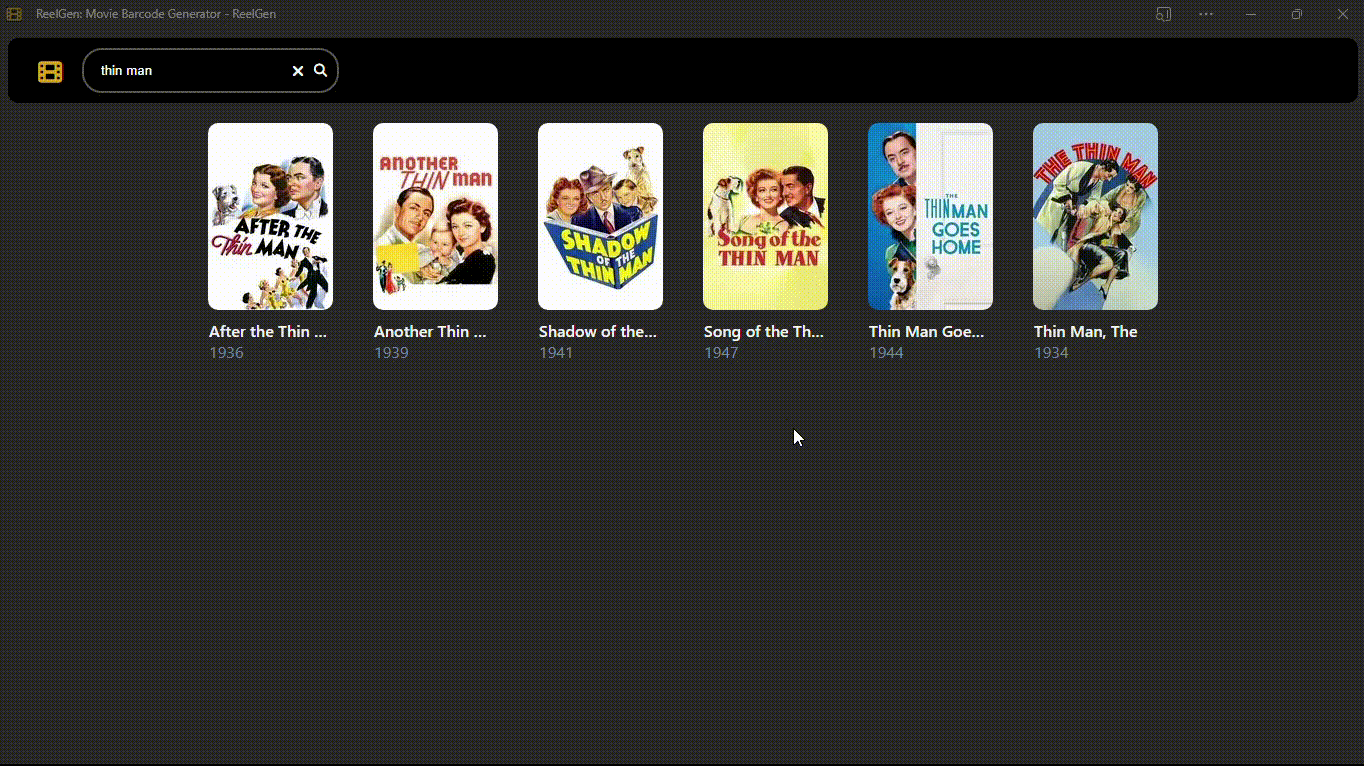 ReelGen: Movie Barcode Generator - ReelGen
thin man
AFTER THE
Thin MAN
ANOTHER
THIN MAN
SHADOW
OF THE
THIN MAN
Song of the
THIN MAN
THE
THIN MAN
GOES
HOME
THE THIN MAN
After the Thin ...
1936
Another Thin ...
1939
Shadow of the...
1941
Song of the Th...
1947
Thin Man Goe...
1944
Thin Man, The
1934